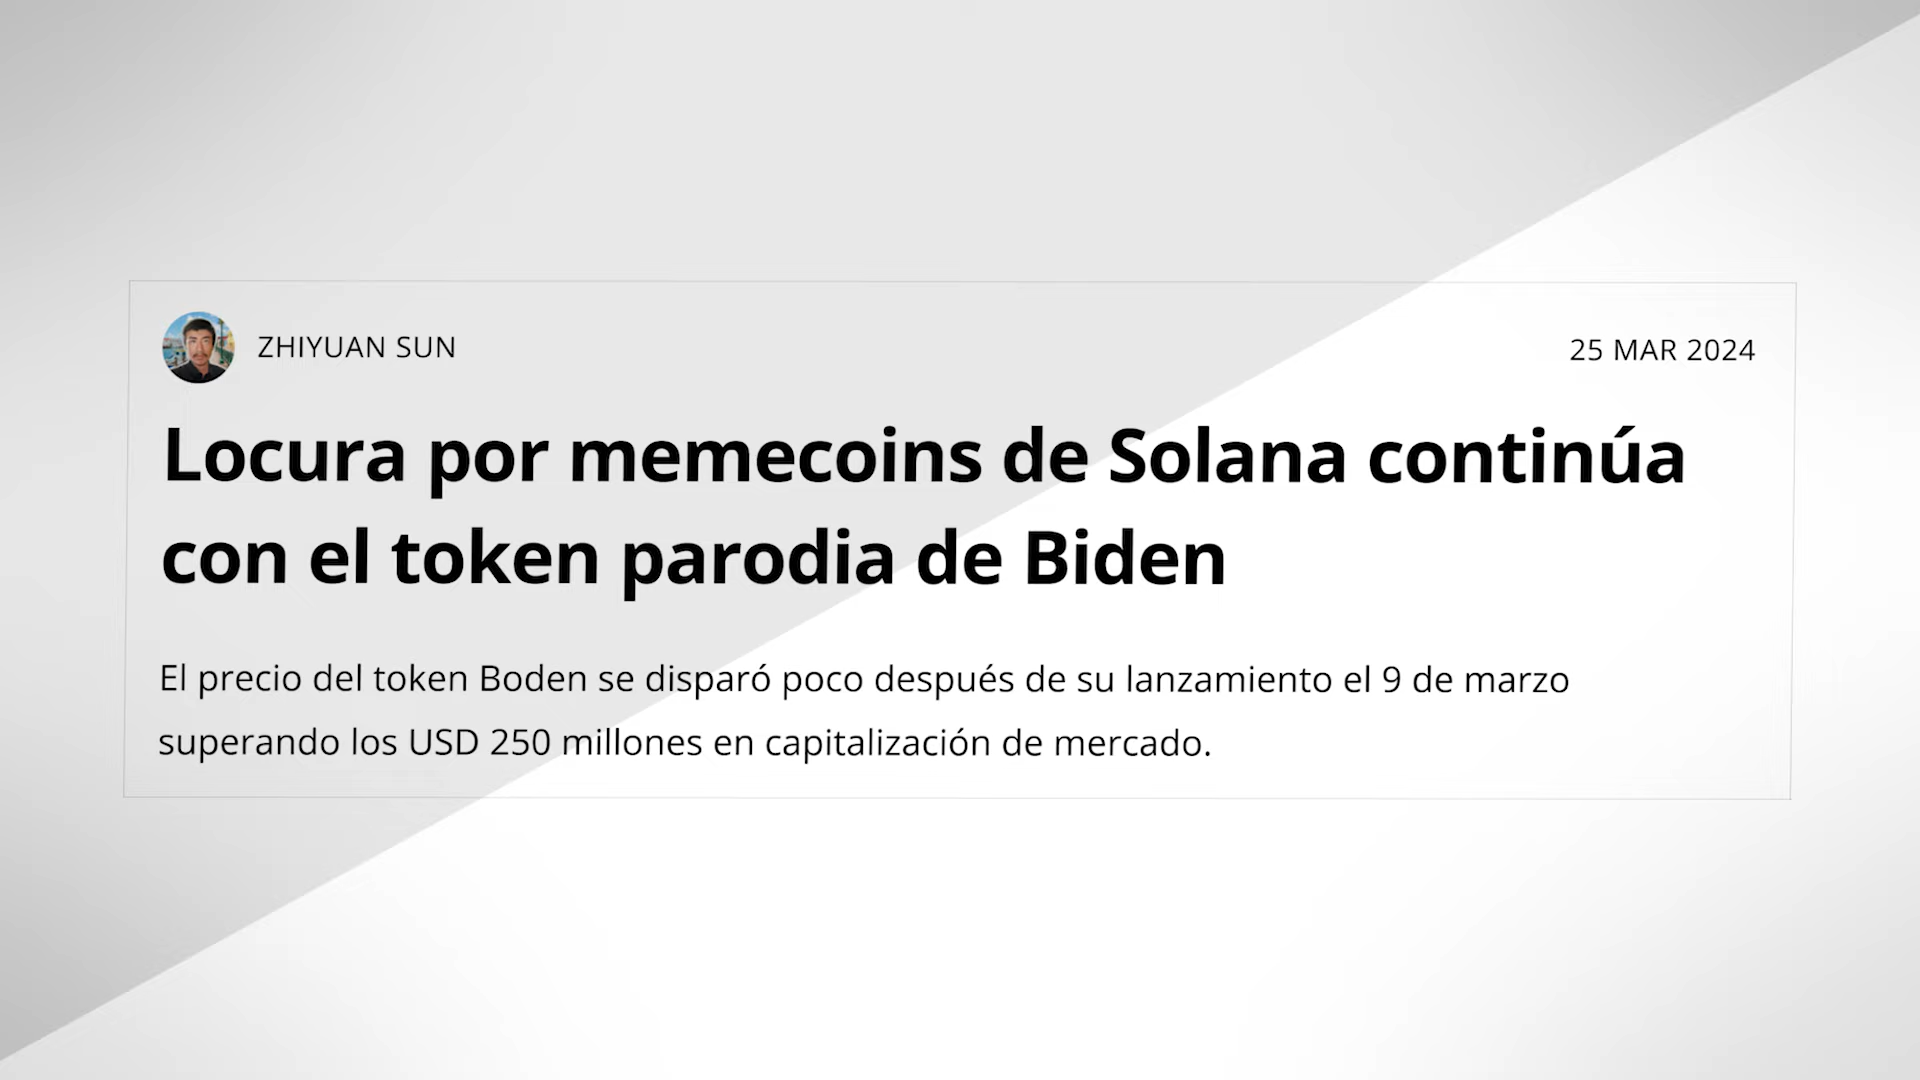 ZHIYUAN SUN
25 MAR 2024
Locura por memecoins de Solana continúa
con el token parodia de Biden
El precio del token Boden se disparó poco después de su lanzamiento el 9 de marzo
superando los USD 250 millones en capitalización de mercado.